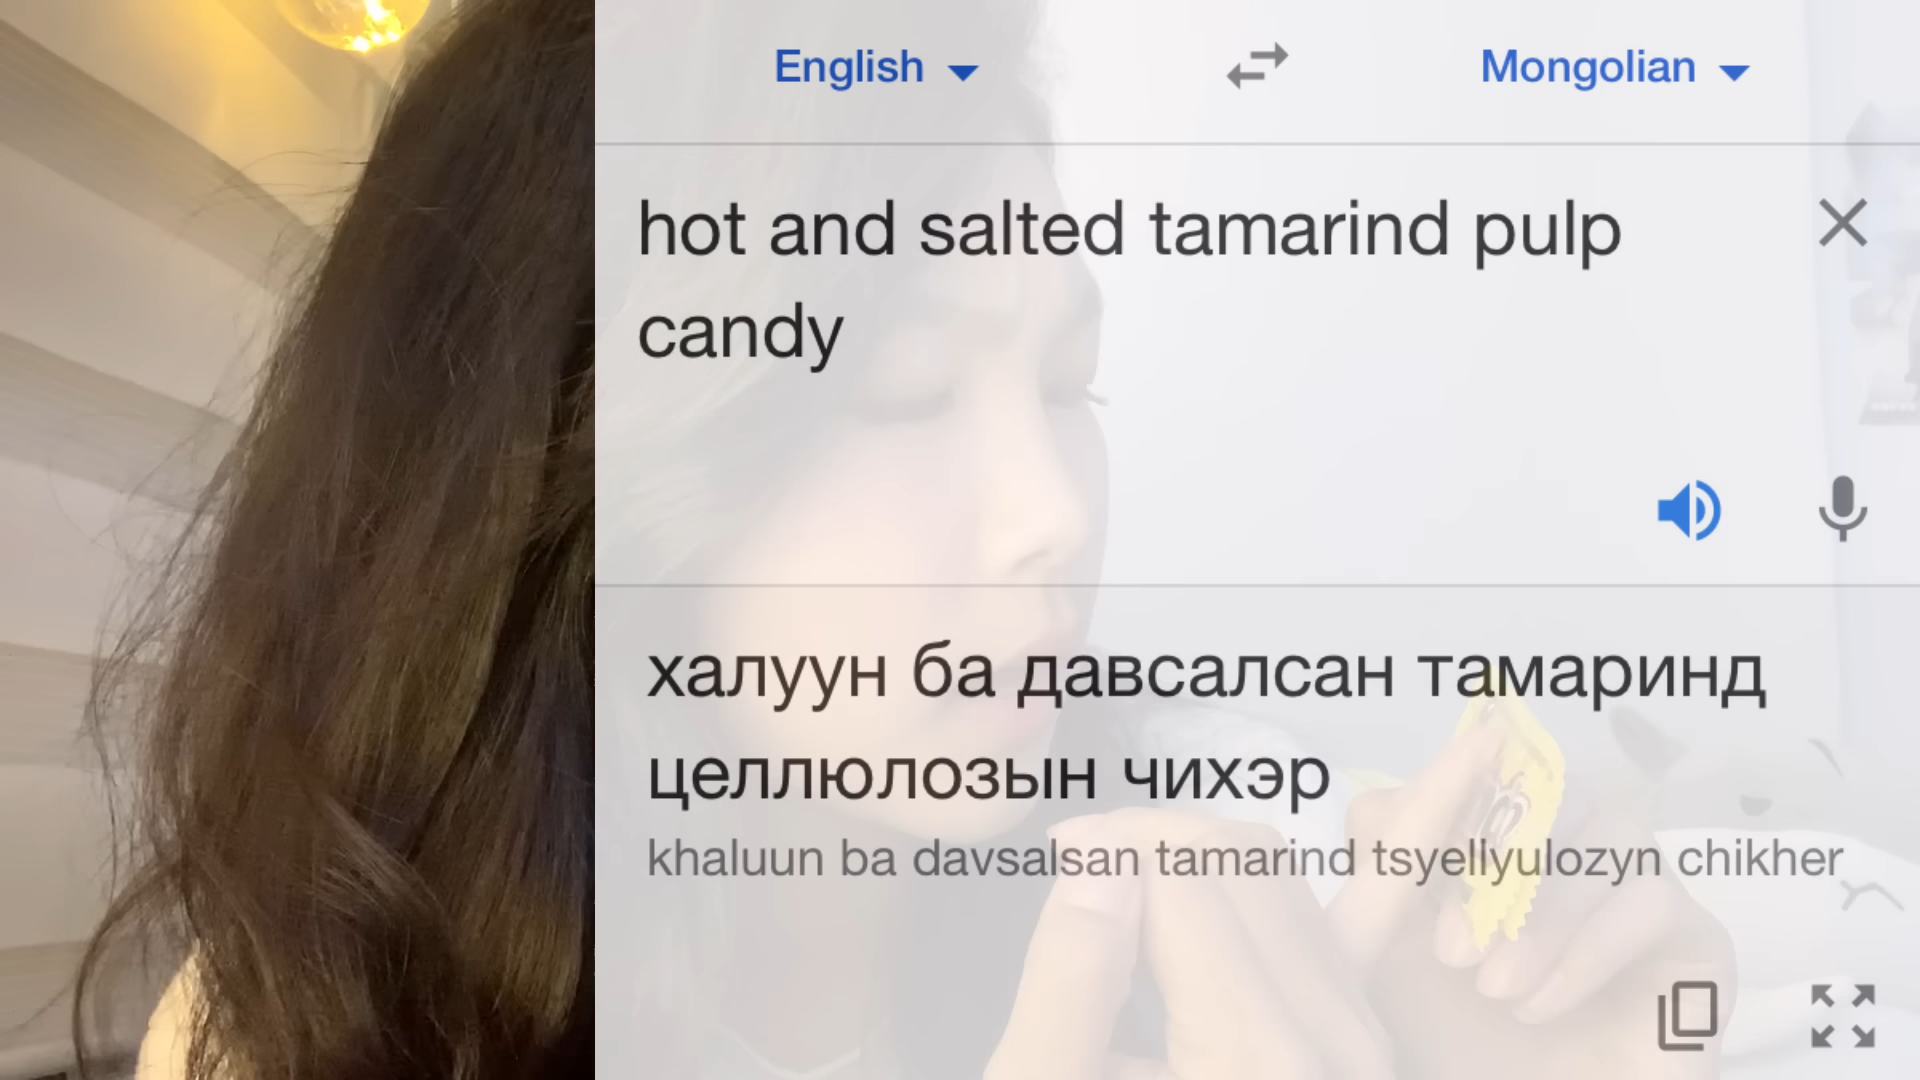 English
Mongolian
hot and salted tamarind pulp
candy
халуун ба давсалсан тамаринд
целлюлозын чихэр
khaluun ba davsalsan tamarind tsyellyulozyn chikher